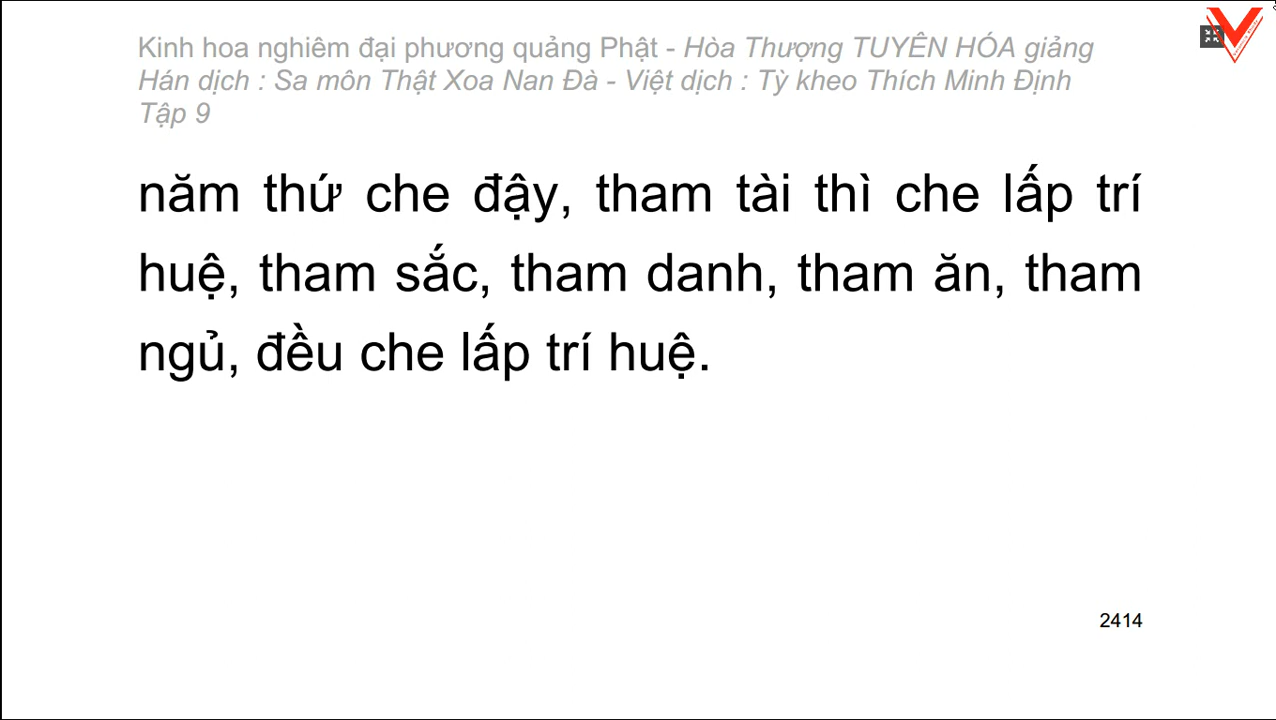 Kinh hoa nghiêm đại phương quảng Phật - Hòa Thượng TUYÊN HÓA giảng
Hán dịch : Sa môn Thật Xoa Nan Đà - Việt dịch : Tỳ kheo Thích Minh Định
Tập 9
năm thứ che đậy, tham tài thì che lấp trí
huệ, tham sắc, tham danh, tham ăn, tham
ngủ, đều che lấp trí huệ.
2414